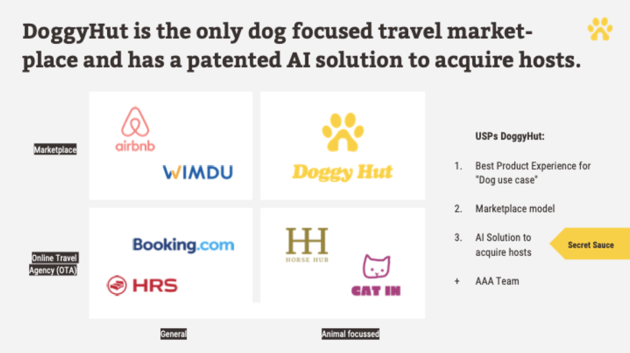 DoggyHut is the only dog focused travel market-
place and has a patented AI solution to acquire hosts.
Marketplace
airbnb
WIMDU
Doggy Hut
Online Travel
Agency (OTA)
Booking.com
HRS
HH
HORSE HUB
CAT IN
General
Animal focussed
USPs DoggyHut:
1. Best Product Experience for
"Dog use case"
2. Marketplace model
3. AI Solution to
acquire hosts
Secret Sauce
+ AAA Team